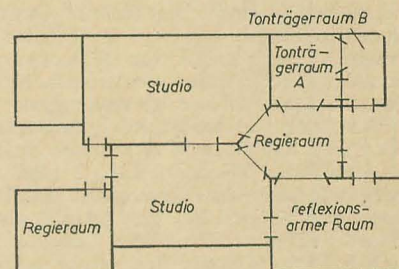 Tonträgerraum B
Tonträ-
gerraum
A
Studio
Regieraum
Studio
Regieraum
reflexions-
armer Raum